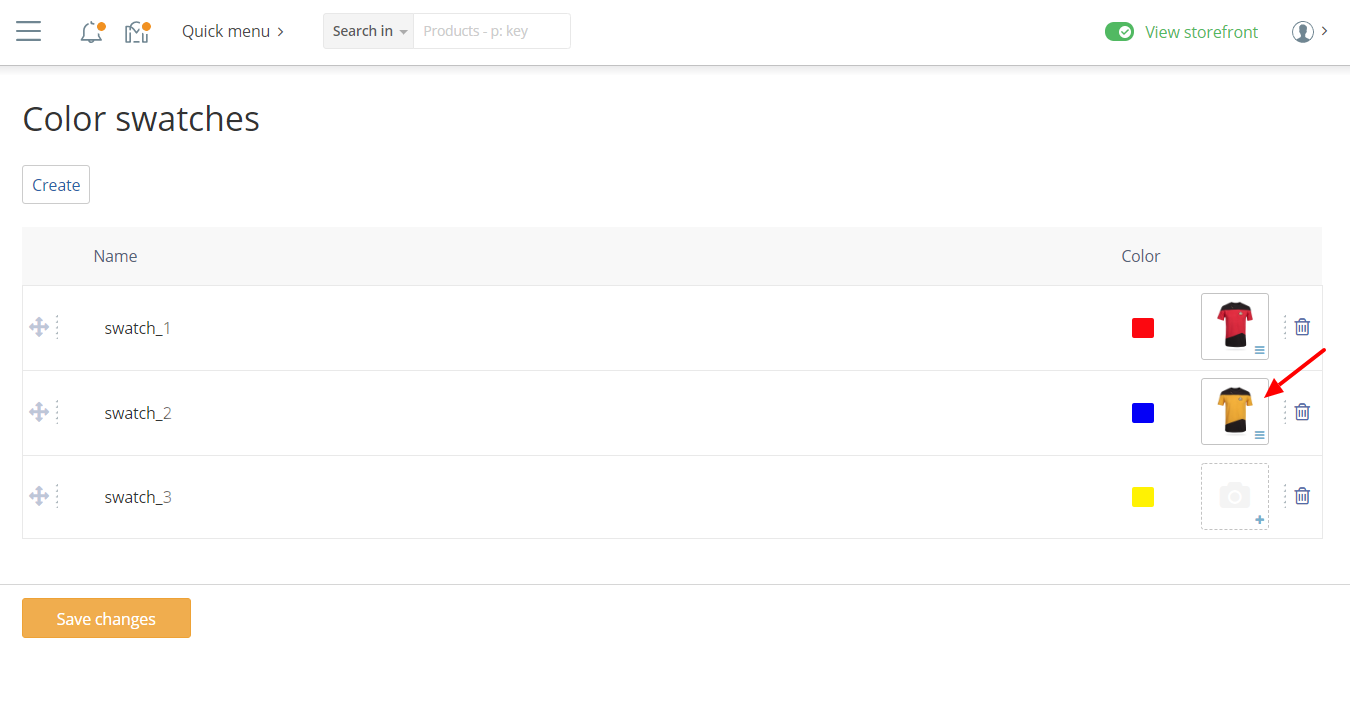 Quick menu
Search in
Products - p: key
View storefront
Color swatches
Create
Name
Color
swatch_1
swatch_2
swatch_3
Save changes